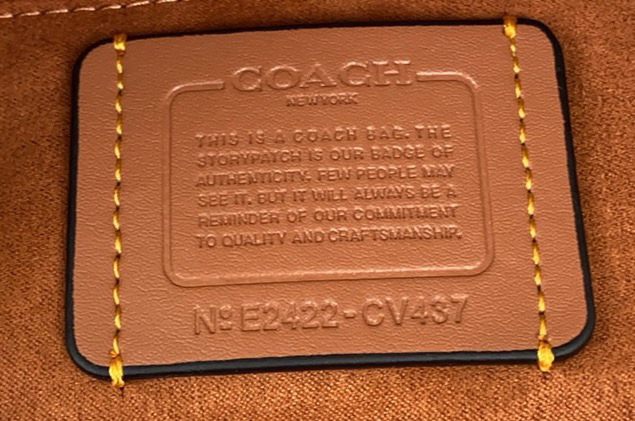 COACH
NEW YORK
THIS IS A COACH BAG. THE
STORYPATCH IS OUR BADGE OF
AUTHENTICITY. FEW PEOPLE MAY
SEE IT. BUT IT WILL ALWAYS BE A
REMINDER OF OUR COMMITMENT
TO QUALITY AND CRAFTSMANSHIP.
Nº E2422-CV437